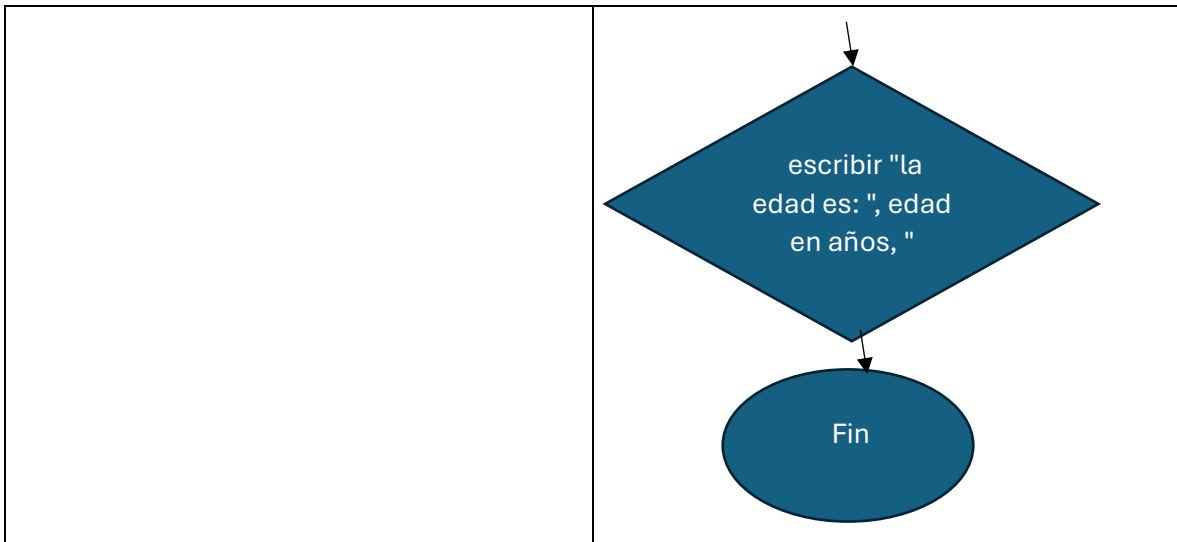 escribir "la
edad es: ", edad
en años, "
Fin